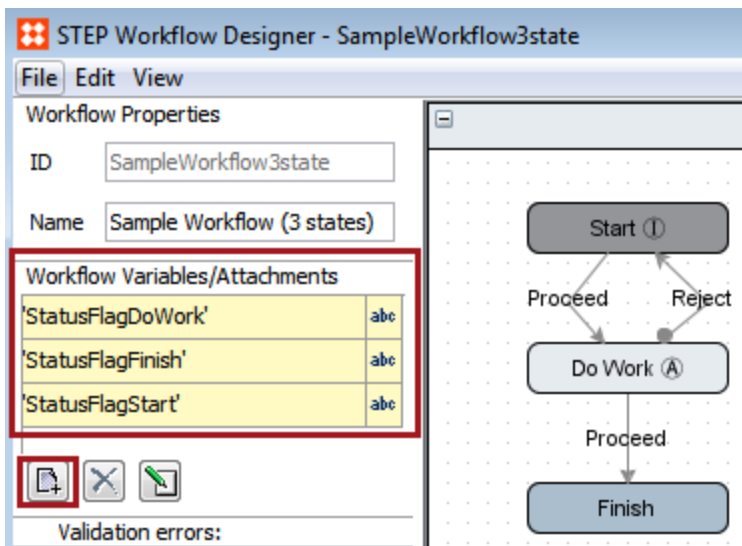 STEP Workflow Designer - SampleWorkflow3state
File Edit View
Workflow Properties
ID SampleWorkflow3state
Name Sample Workflow (3 states)
Workflow Variables/Attachments
'StatusFlagDoWork' abc
'StatusFlagFinish' abc
'StatusFlagStart' abc
Validation errors:
Start Ⓘ
Proceed Reject
Do Work Ⓐ
Proceed
Finish